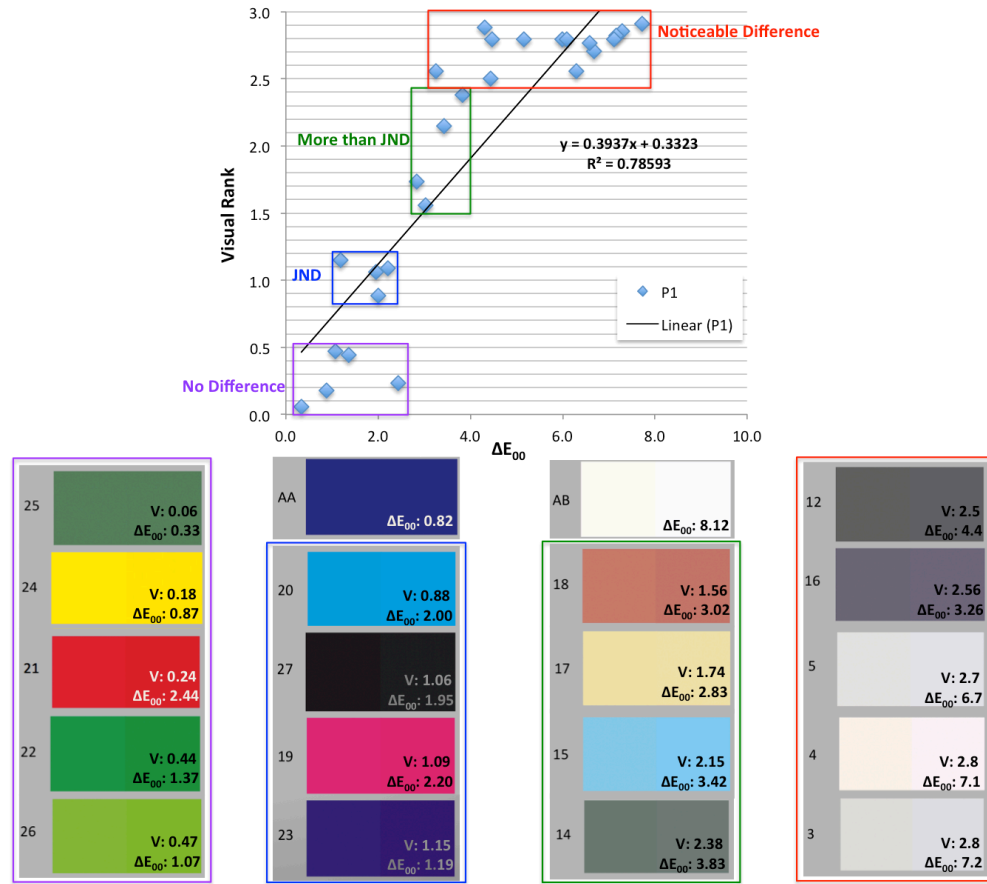 3.0
Noticeable Difference
2.5
More than JND
2.0
y = 0.3937x + 0.3323
R² = 0.78593
Visual Rank
1.5
JND
1.0
P1
Linear (P1)
0.5
No Difference
0.0
0.0 2.0 4.0 6.0 8.0 10.0
ΔE₀₀
25
V: 0.06
ΔE₀₀: 0.33
24
V: 0.18
ΔE₀₀: 0.87
21
V: 0.24
ΔE₀₀: 2.44
22
V: 0.44
ΔE₀₀: 1.37
26
V: 0.47
ΔE₀₀: 1.07
AA
ΔE₀₀: 0.82
20
V: 0.88
ΔE₀₀: 2.00
27
V: 1.06
ΔE₀₀: 1.95
19
V: 1.09
ΔE₀₀: 2.20
23
V: 1.15
ΔE₀₀: 1.19
AB
ΔE₀₀: 8.12
18
V: 1.56
ΔE₀₀: 3.02
17
V: 1.74
ΔE₀₀: 2.83
15
V: 2.15
ΔE₀₀: 3.42
14
V: 2.38
ΔE₀₀: 3.83
12
V: 2.5
ΔE₀₀: 4.4
16
V: 2.56
ΔE₀₀: 3.26
5
V: 2.7
ΔE₀₀: 6.7
4
V: 2.8
ΔE₀₀: 7.1
3
V: 2.8
ΔE₀₀: 7.2